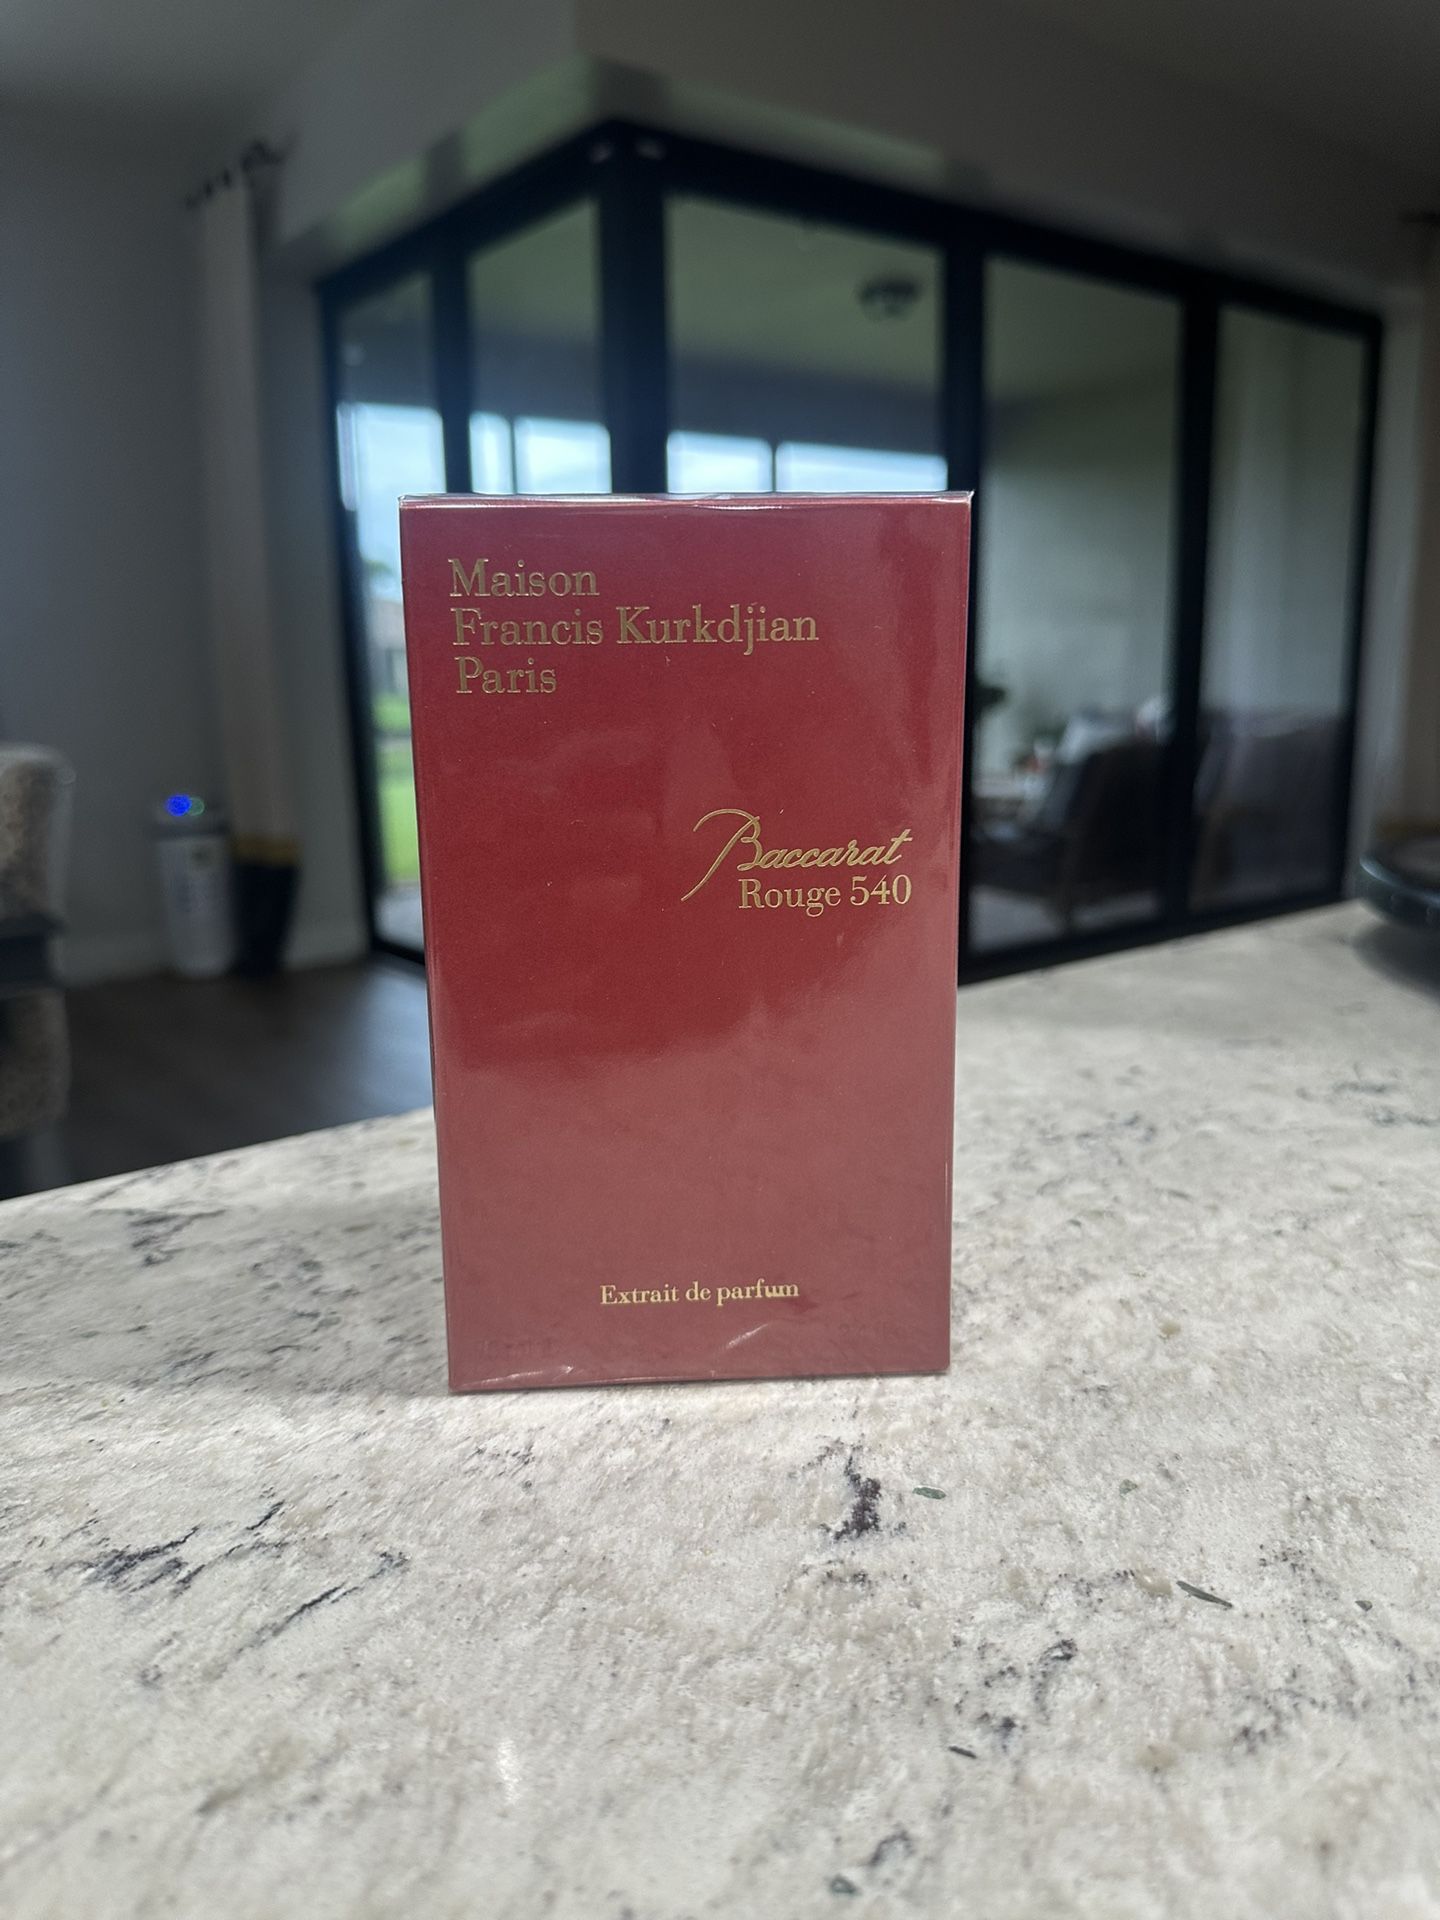 Maison
Francis Kurkdjian
Paris
Baccarat
Rouge 540
Extrait de parfum